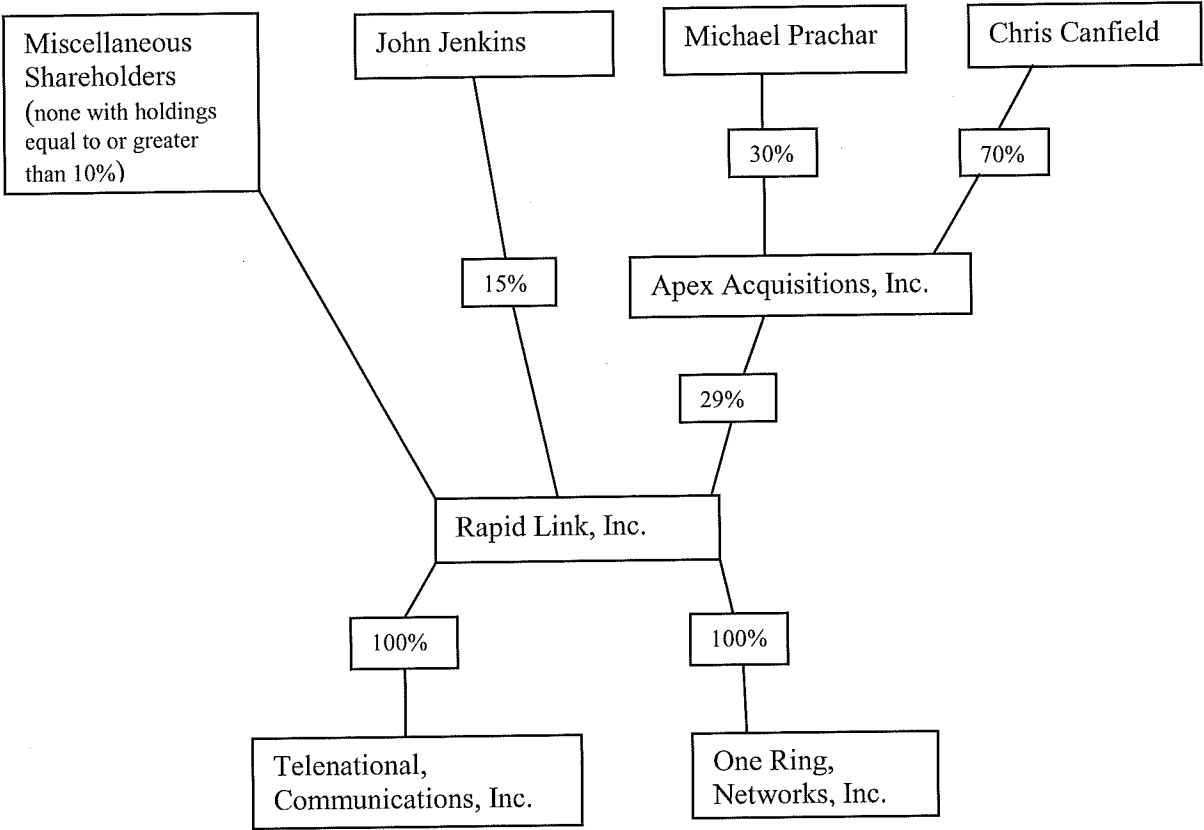 Miscellaneous
Shareholders
(none with holdings
equal to or greater
than 10%)
John Jenkins
Michael Prachar
Chris Canfield
30%
70%
15%
Apex Acquisitions, Inc.
29%
Rapid Link, Inc.
100%
100%
Telenational,
Communications, Inc.
One Ring,
Networks, Inc.